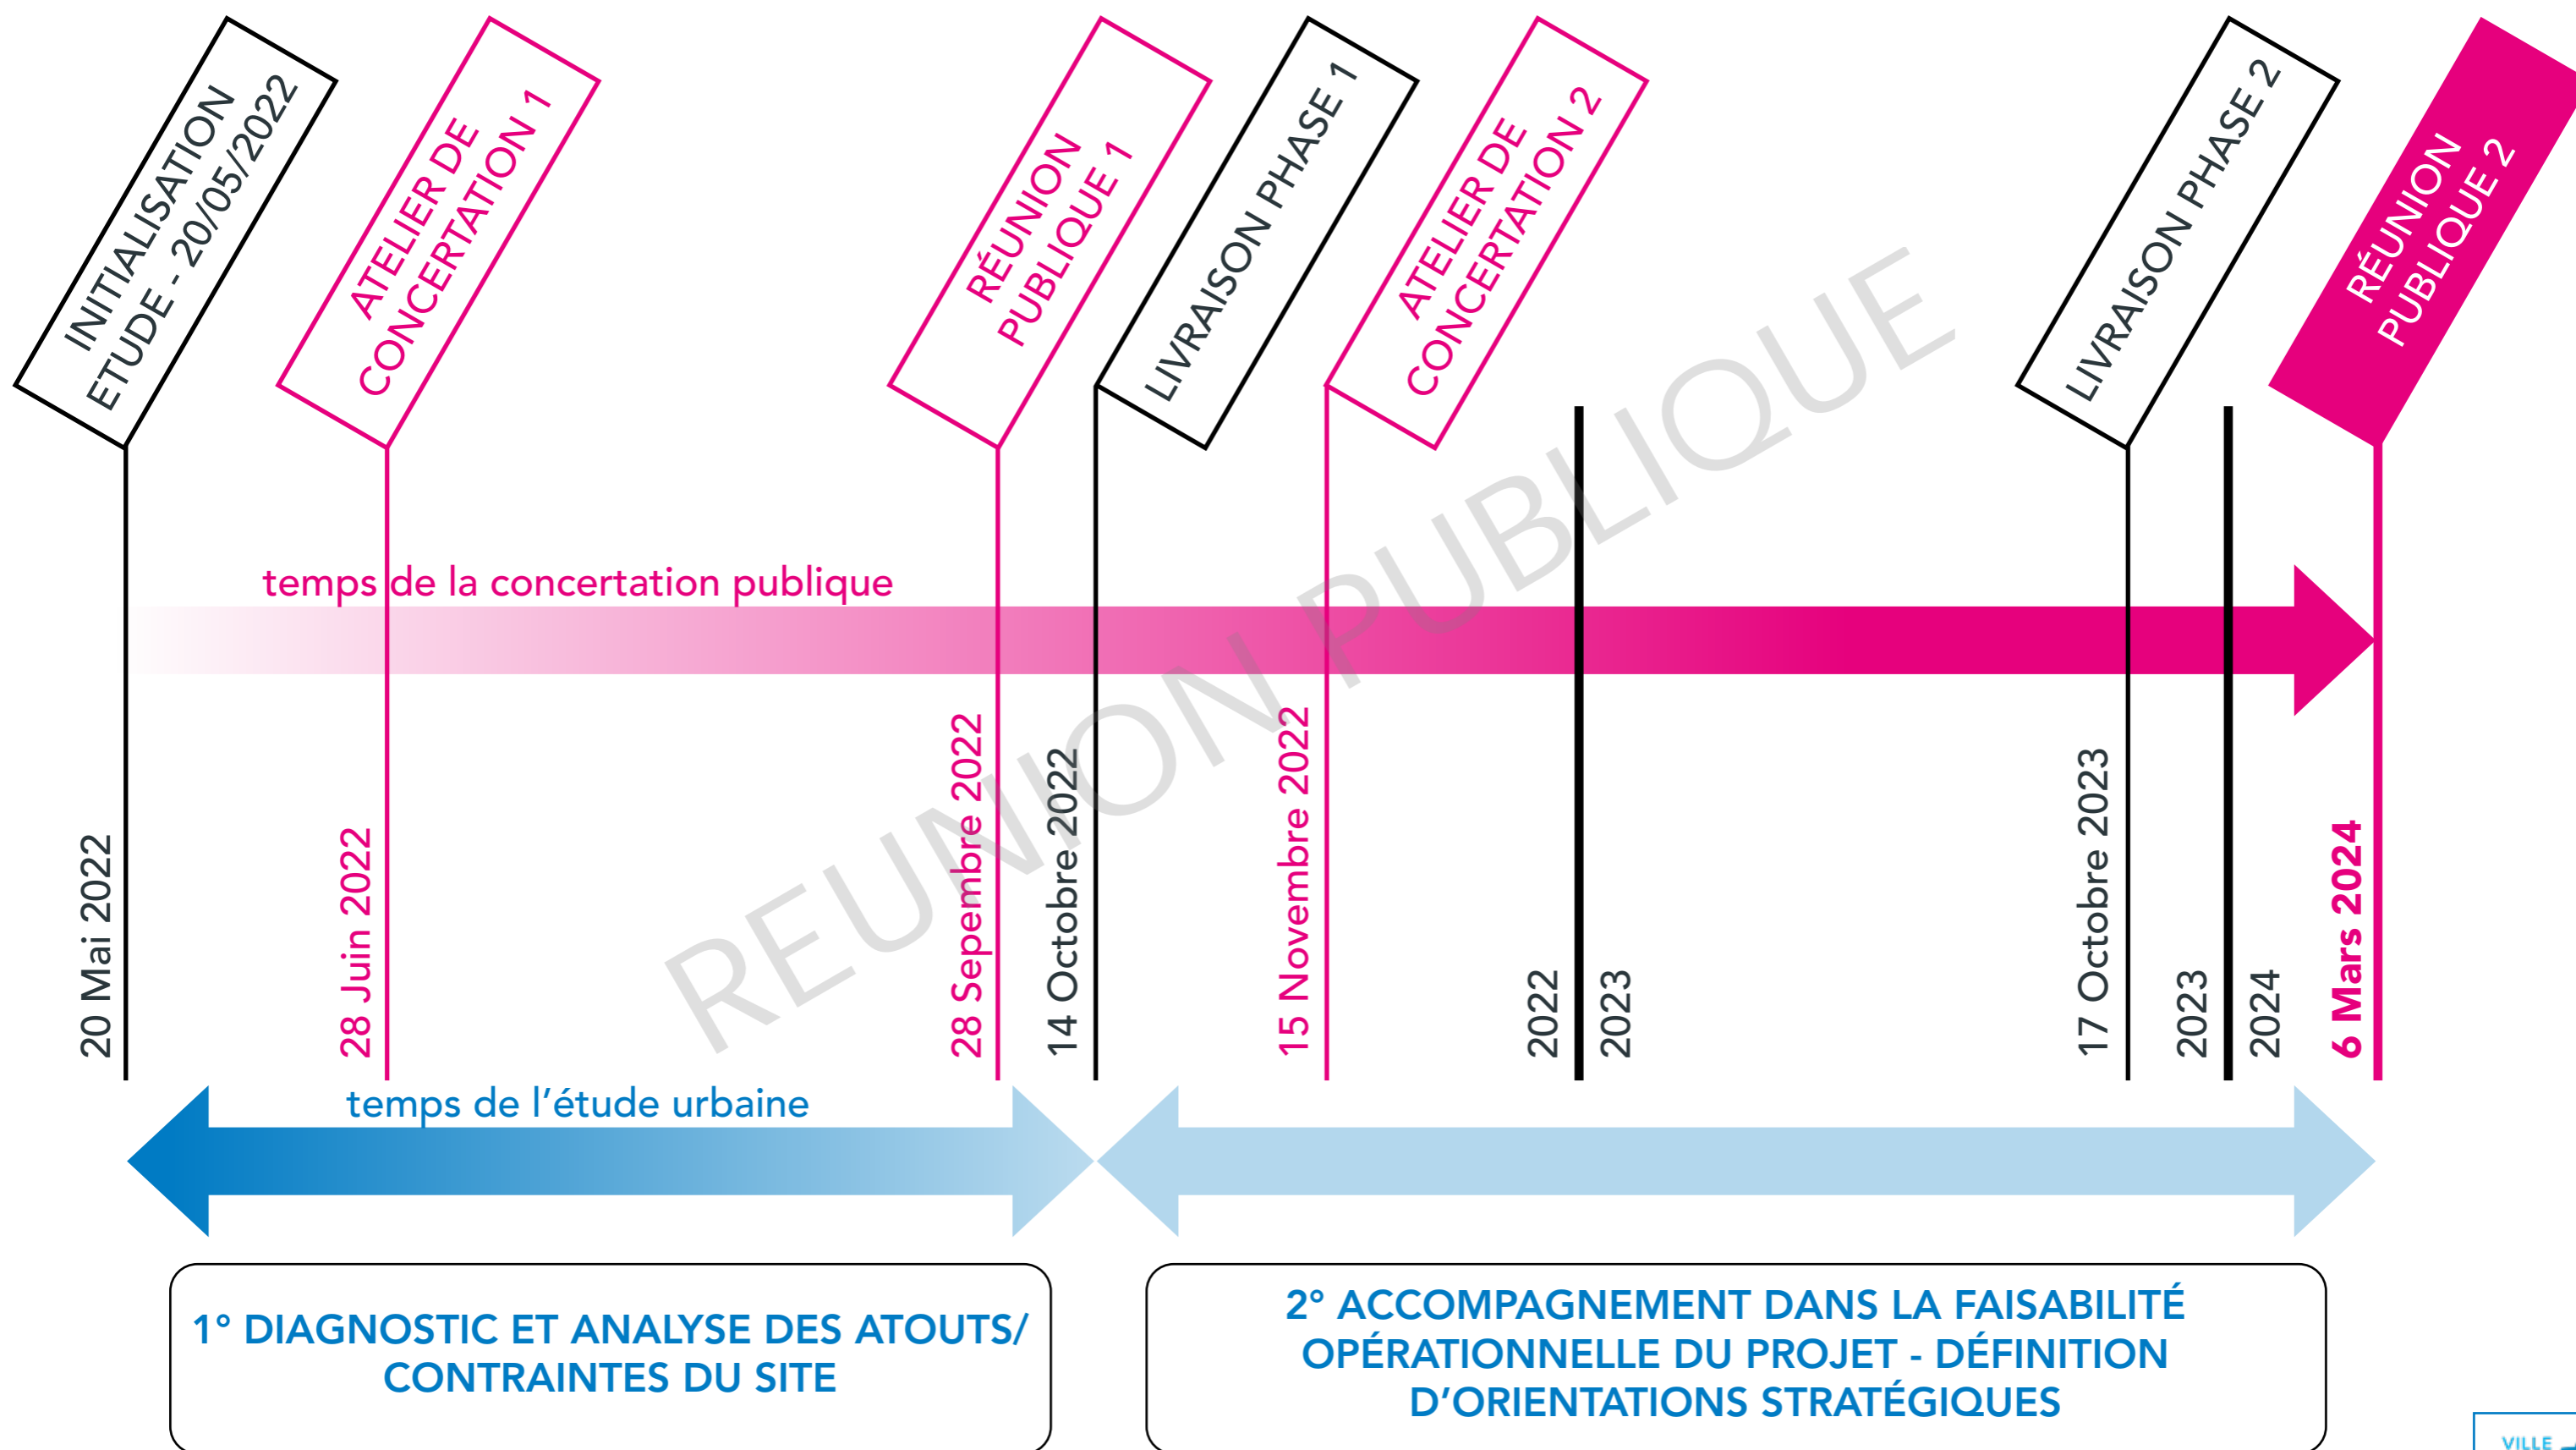 INITIALISATION
ETUDE - 20/05/2022
ATELIER DE
CONCERTATION 1
RÉUNION
PUBLIQUE 1
LIVRAISON PHASE 1
ATELIER DE
CONCERTATION 2
LIVRAISON PHASE 2
RÉUNION
PUBLIQUE 2
temps de la concertation publique
REUNION PUBLIQUE
20 Mai 2022
28 Juin 2022
28 Sepembre 2022
14 Octobre 2022
15 Novembre 2022
2022
2023
17 Octobre 2023
2023
2024
6 Mars 2024
temps de l'étude urbaine
1° DIAGNOSTIC ET ANALYSE DES ATOUTS/
CONTRAINTES DU SITE
2° ACCOMPAGNEMENT DANS LA FAISABILITÉ
OPÉRATIONNELLE DU PROJET - DÉFINITION
D'ORIENTATIONS STRATÉGIQUES
VILLE